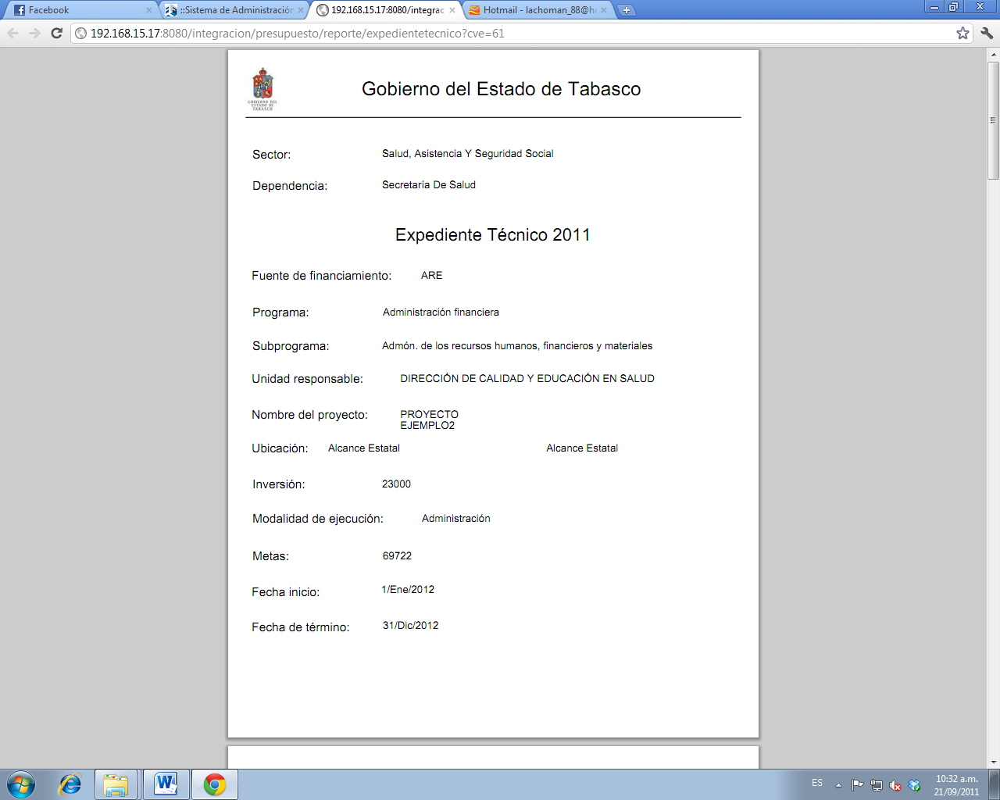 Facebook
::Sistema de Administración
192.168.15.17:8080/integrac
Hotmail - lachoman_88@h
192.168.15.17:8080/integracion/presupuesto/reporte/expedientetecnico?cve=61
GOBIERNO DEL
ESTADO DE
TABASCO
Gobierno del Estado de Tabasco
Sector: Salud, Asistencia Y Seguridad Social
Dependencia: Secretaría De Salud
Expediente Técnico 2011
Fuente de financiamiento: ARE
Programa: Administración financiera
Subprograma: Admón. de los recursos humanos, financieros y materiales
Unidad responsable: DIRECCIÓN DE CALIDAD Y EDUCACIÓN EN SALUD
Nombre del proyecto: PROYECTO
EJEMPLO2
Ubicación: Alcance Estatal Alcance Estatal
Inversión: 23000
Modalidad de ejecución: Administración
Metas: 69722
Fecha inicio: 1/Ene/2012
Fecha de término: 31/Dic/2012
ES
10:32 a.m.
21/09/2011